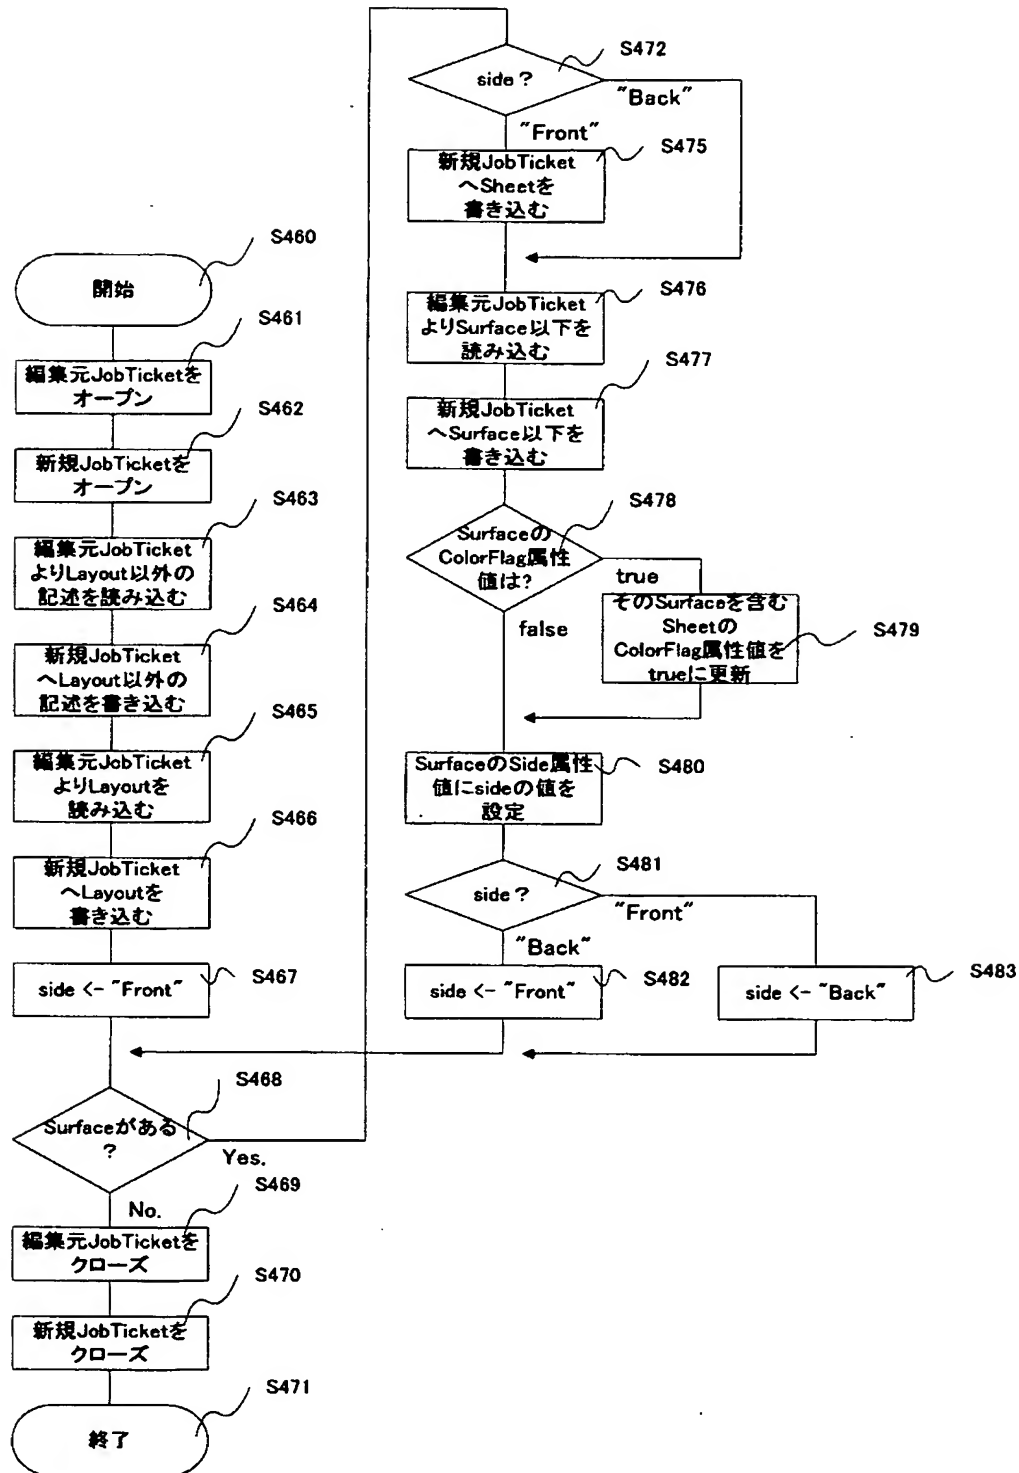 S460
開始
S461
編集元JobTicketを
オープン
S462
新規JobTicketを
オープン
S463
編集元JobTicket
よりLayout以外の
記述を読み込む
S464
新規JobTicket
へLayout以外の
記述を書き込む
S465
編集元JobTicket
よりLayoutを
読み込む
S466
新規JobTicket
へLayoutを
書き込む
S467
side <- "Front"
S468
Surfaceがある
?
Yes.
No.
S469
編集元JobTicketを
クローズ
S470
新規JobTicketを
クローズ
S471
終了
S472
side?
"Back"
"Front"
S475
新規JobTicket
へSheetを
書き込む
S476
編集元JobTicket
よりSurface以下を
読み込む
S477
新規JobTicket
へSurface以下を
書き込む
S478
Surfaceの
ColorFlag属性
値は?
true
false
S479
そのSurfaceを含む
Sheetの
ColorFlag属性値を
trueに更新
S480
SurfaceのSide属性
値にsideの値を
設定
S481
side?
"Front"
"Back"
S482
side <- "Front"
S483
side <- "Back"